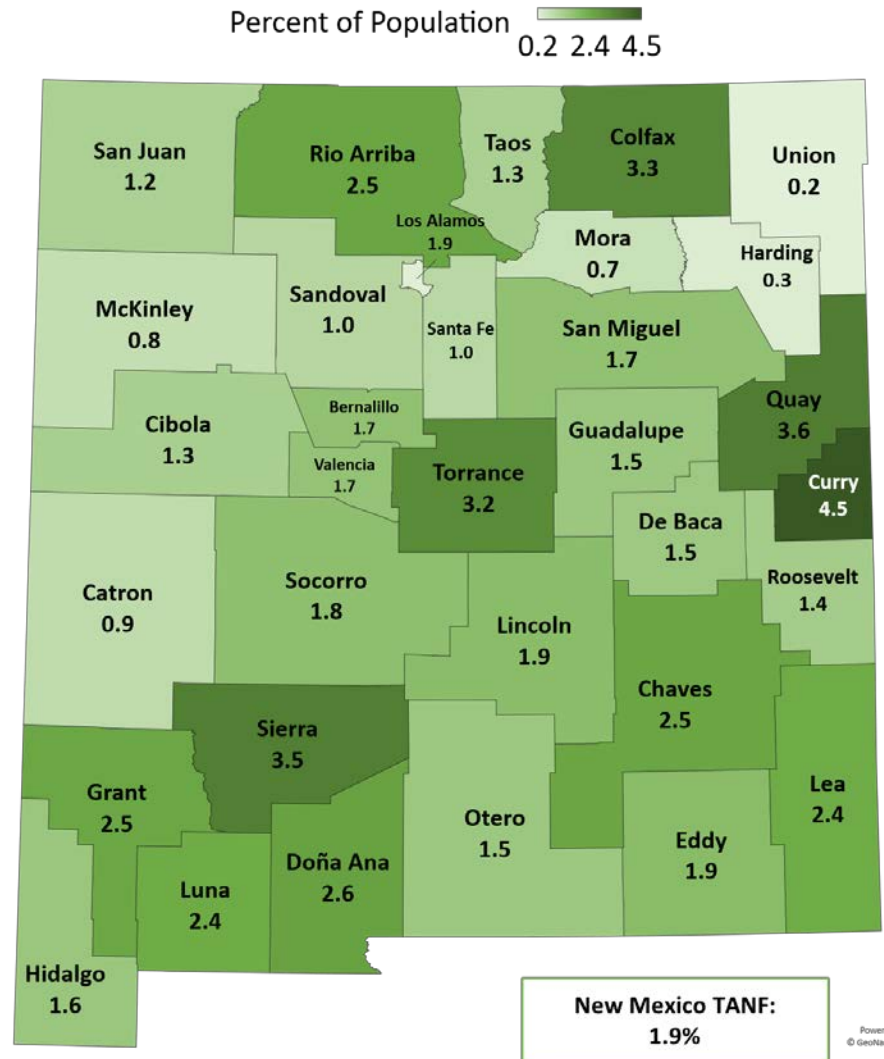 Percent of Population
0.2 2.4 4.5
San Juan
1.2
Rio Arriba
2.5
Taos
1.3
Colfax
3.3
Union
0.2
Los Alamos
1.9
Mora
0.7
Harding
0.3
McKinley
0.8
Sandoval
1.0
Santa Fe
1.0
San Miguel
1.7
Quay
3.6
Cibola
1.3
Bernalillo
1.7
Valencia
1.7
Torrance
3.2
Guadalupe
1.5
Curry
4.5
De Baca
1.5
Roosevelt
1.4
Catron
0.9
Socorro
1.8
Lincoln
1.9
Chaves
2.5
Sierra
3.5
Grant
2.5
Lea
2.4
Otero
1.5
Eddy
1.9
Doña Ana
2.6
Luna
2.4
Hidalgo
1.6
New Mexico TANF:
1.9%
Power
© GeoNa